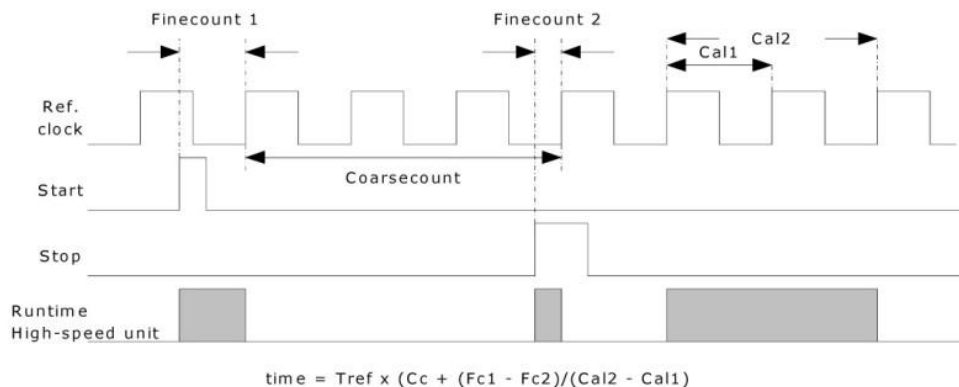 Finecount 1
Finecount 2
Cal2
Cal1
Ref.
clock
Coarsecount
Start
Stop
Runtime
High-speed unit
time = Tref x (Cc + (Fc1 - Fc2)/(Cal2 - Cal1)